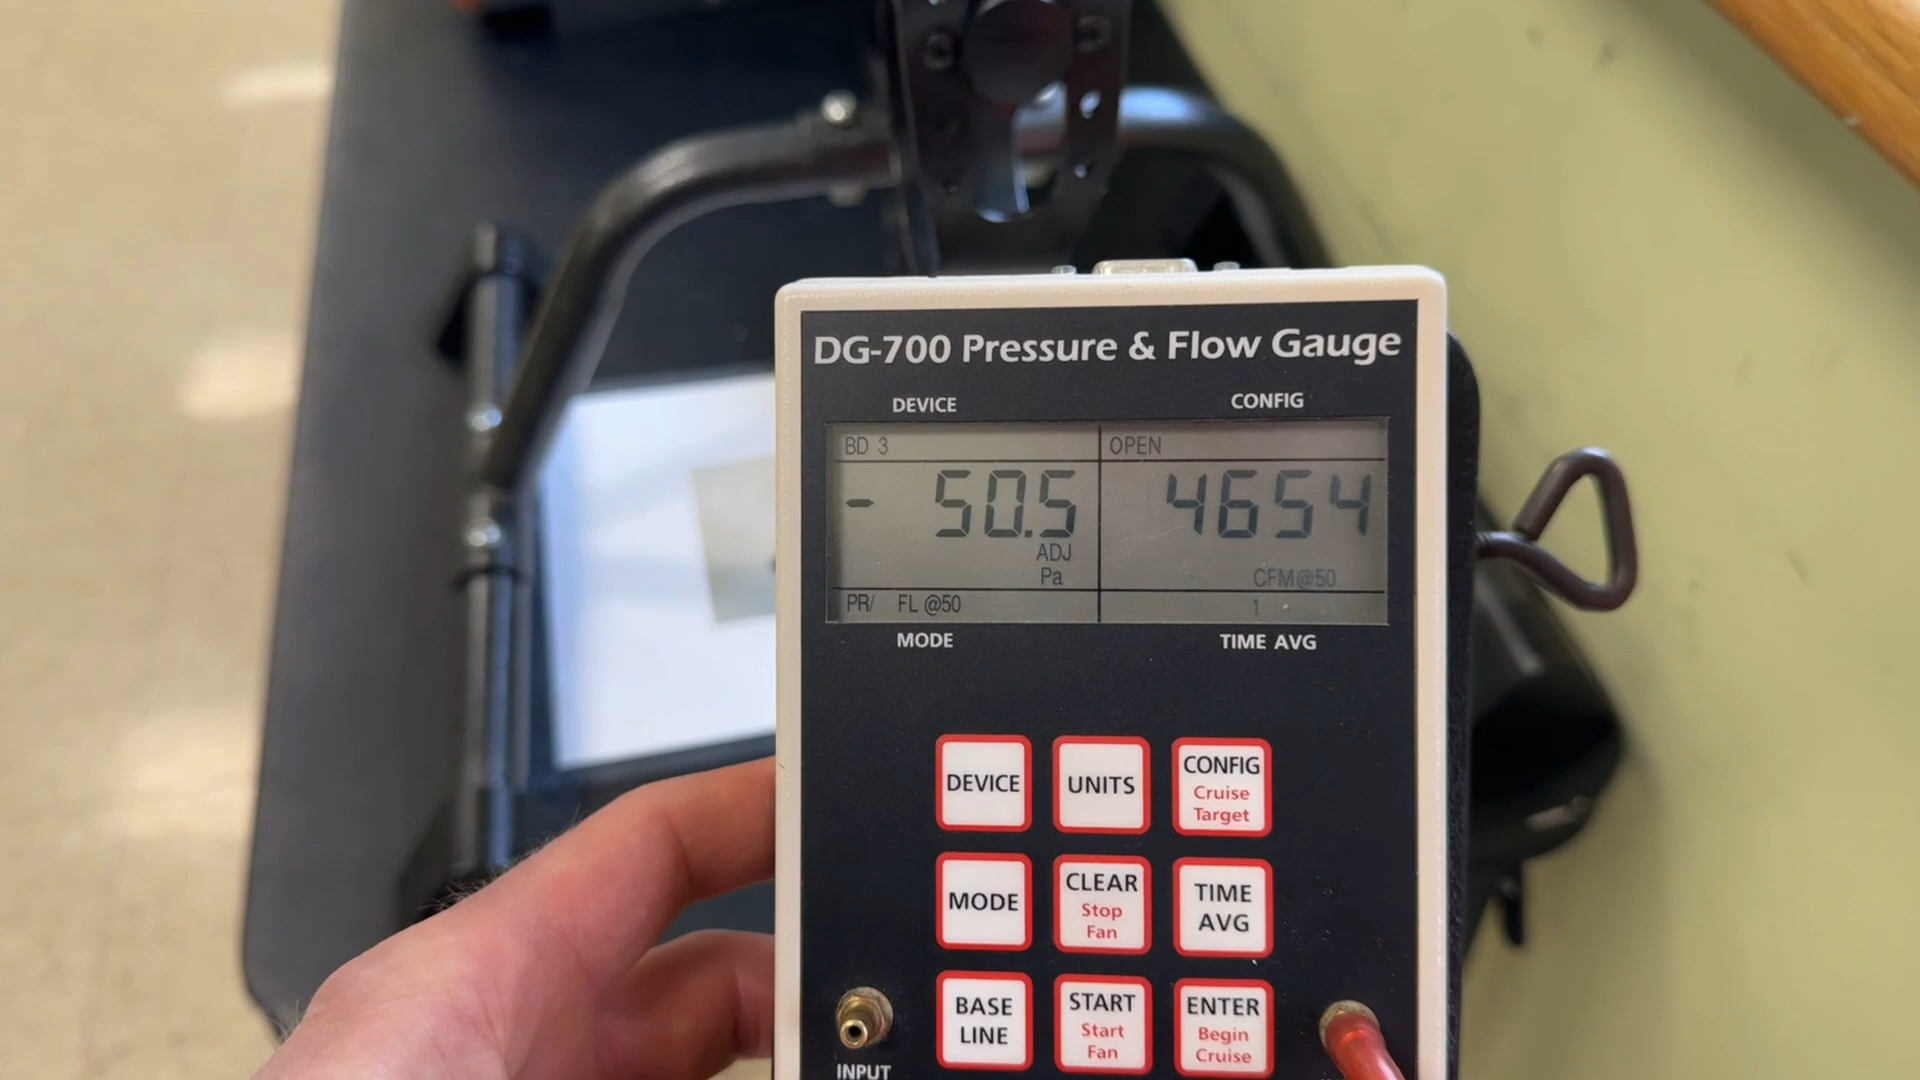 DG-700 Pressure & Flow Gauge
DEVICE CONFIG
BD 3 OPEN
- 50.5 4654
ADJ
Pa CFM@50
PR/ FL @50 1
MODE TIME AVG
DEVICE UNITS CONFIG
Cruise
Target
MODE CLEAR
Stop
Fan
TIME
AVG
BASE
LINE
START
Start
Fan
ENTER
Begin
Cruise
INPUT